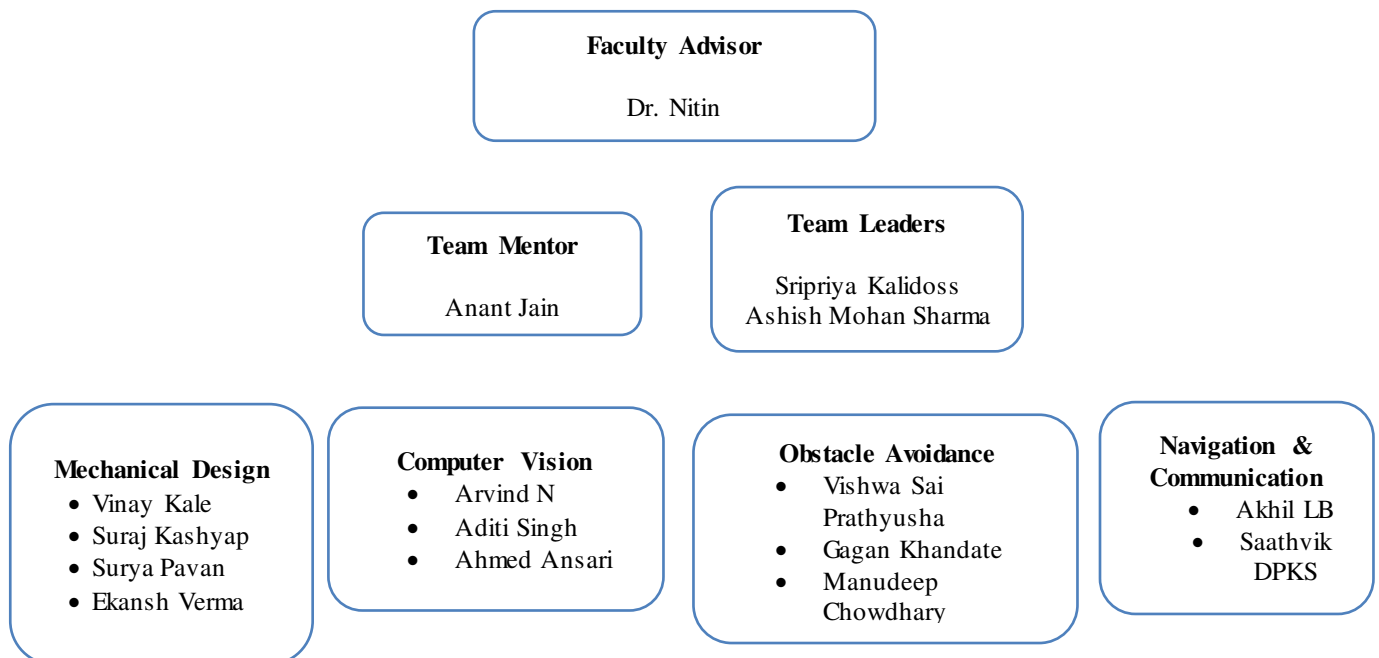 Faculty Advisor
Dr. Nitin
Team Mentor
Anant Jain
Team Leaders
Sripriya Kalidoss
Ashish Mohan Sharma
Mechanical Design
• Vinay Kale
• Suraj Kashyap
• Surya Pavan
• Ekansh Verma
Computer Vision
• Arvind N
• Aditi Singh
• Ahmed Ansari
Obstacle Avoidance
• Vishwa Sai
Prathyusha
• Gagan Khandate
• Manudeep
Chowdhary
Navigation &
Communication
• Akhil LB
• Saathvik
DPKS